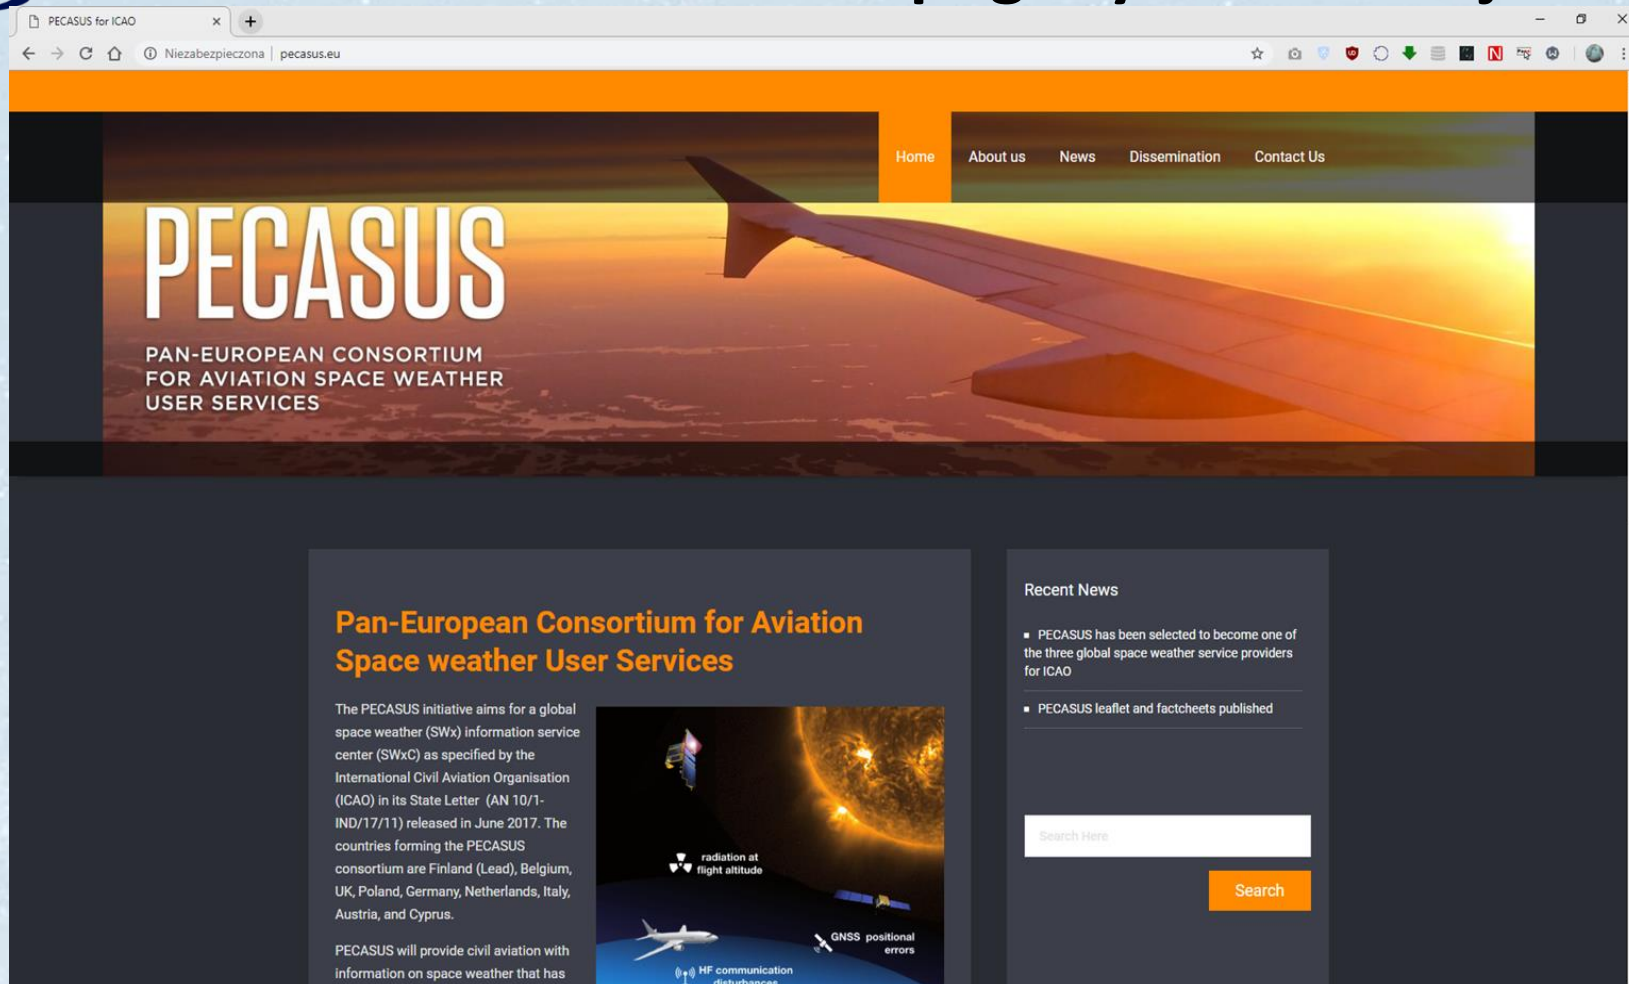 PECASUS for ICAO
Niezabezpieczona | pecasus.eu
Home About us News Dissemination Contact Us
PECASUS
PAN-EUROPEAN CONSORTIUM
FOR AVIATION SPACE WEATHER
USER SERVICES
Pan-European Consortium for Aviation
Space weather User Services
The PECASUS initiative aims for a global
space weather (SWx) information service
center (SWxC) as specified by the
International Civil Aviation Organisation
(ICAO) in its State Letter (AN 10/1-
IND/17/11) released in June 2017. The
countries forming the PECASUS
consortium are Finland (Lead), Belgium,
UK, Poland, Germany, Netherlands, Italy,
Austria, and Cyprus.
PECASUS will provide civil aviation with
information on space weather that has
radiation at
flight altitude
GNSS positional
errors
HF communication
disturbances
Recent News
PECASUS has been selected to become one of
the three global space weather service providers
for ICAO
PECASUS leaflet and factcheets published
Search Here
Search